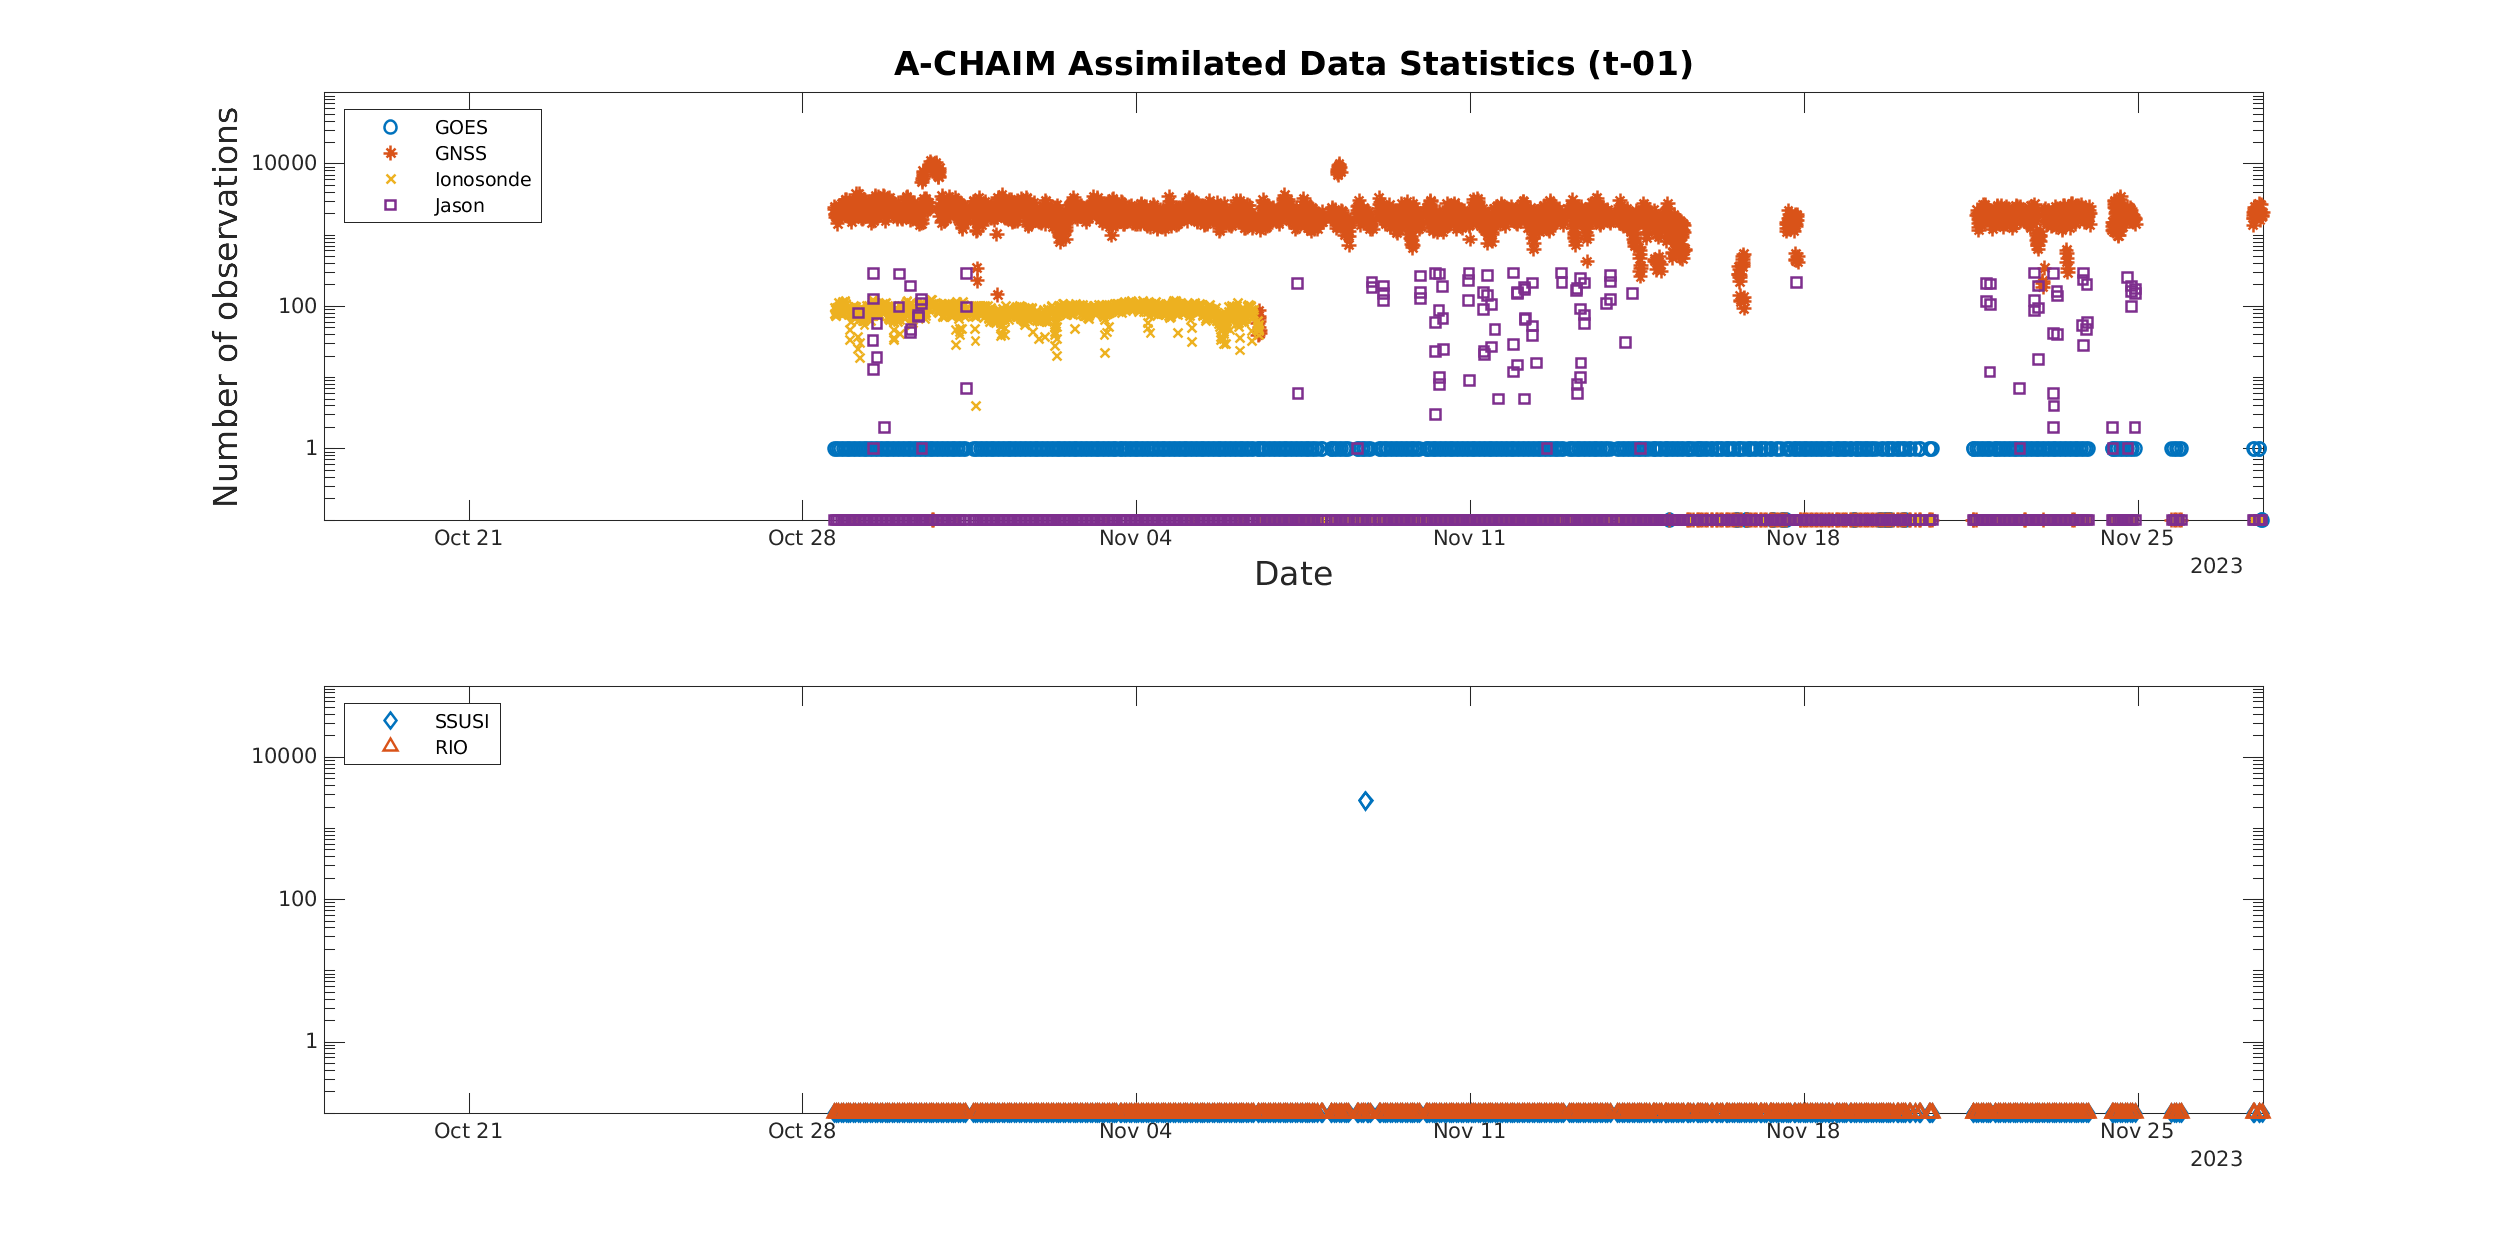 A-CHAIM Assimilated Data Statistics (t-01)
Number of observations
10000
100
1
GOES
GNSS
Ionosonde
Jason
Oct 21
Oct 28
Nov 04
Nov 11
Nov 18
Nov 25
2023
Date
10000
100
1
SSUSI
RIO
Oct 21
Oct 28
Nov 04
Nov 11
Nov 18
Nov 25
2023